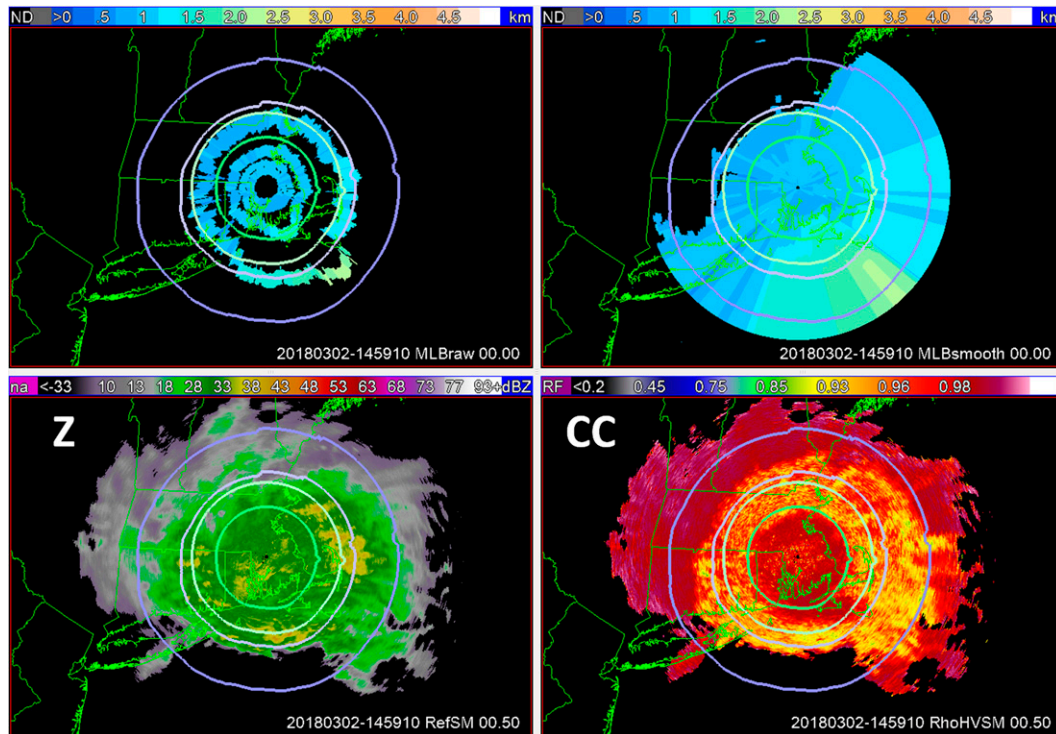 ND >0 .5 1 1.5 2.0 2.5 3.0 3.5 4.0 4.5 km
20180302-145910 MLBraw 00.00
ND >0 .5 1 1.5 2.0 2.5 3.0 3.5 4.0 4.5 km
20180302-145910 MLBsmooth 00.00
na <-33 10 13 18 28 33 38 43 48 53 63 68 73 77 93+dBZ
Z
20180302-145910 RefSM 00.50
RF <0.2 0.45 0.75 0.85 0.93 0.96 0.98
CC
20180302-145910 RhoHVSM 00.50